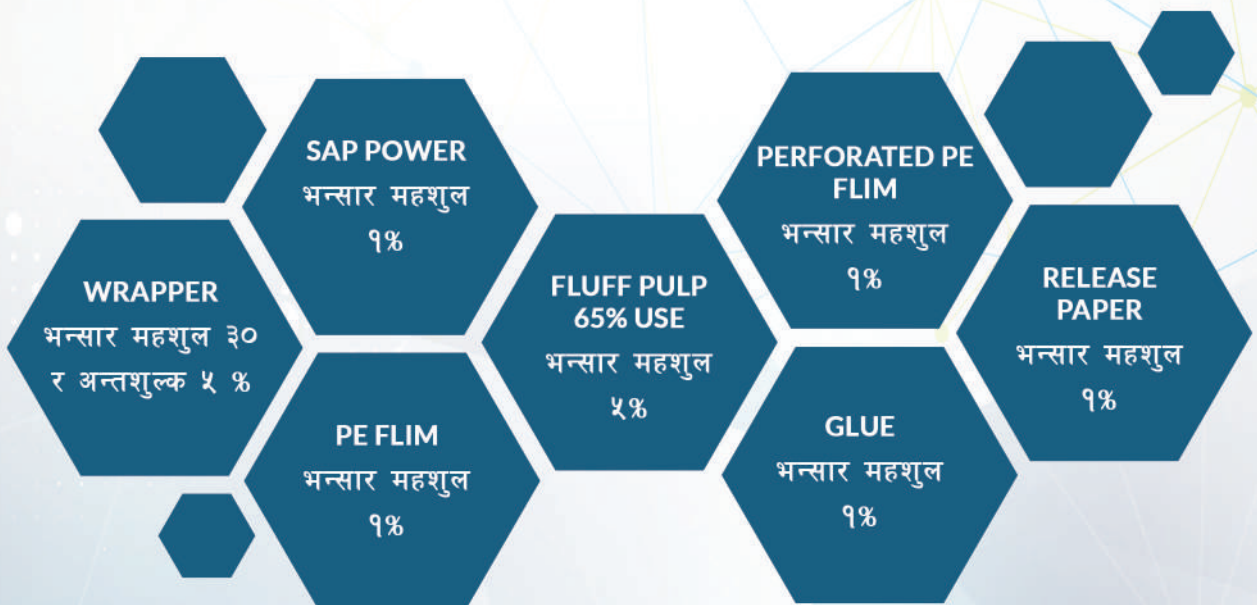 SAP POWER
भन्सार महशुल
१%
PERFORATED PE
FLIM
भन्सार महशुल
१%
WRAPPER
भन्सार महशुल ३०
र अन्तशुल्क ५ %
FLUFF PULP
65% USE
भन्सार महशुल
५%
RELEASE
PAPER
भन्सार महशुल
१%
PE FLIM
भन्सार महशुल
१%
GLUE
भन्सार महशुल
१%